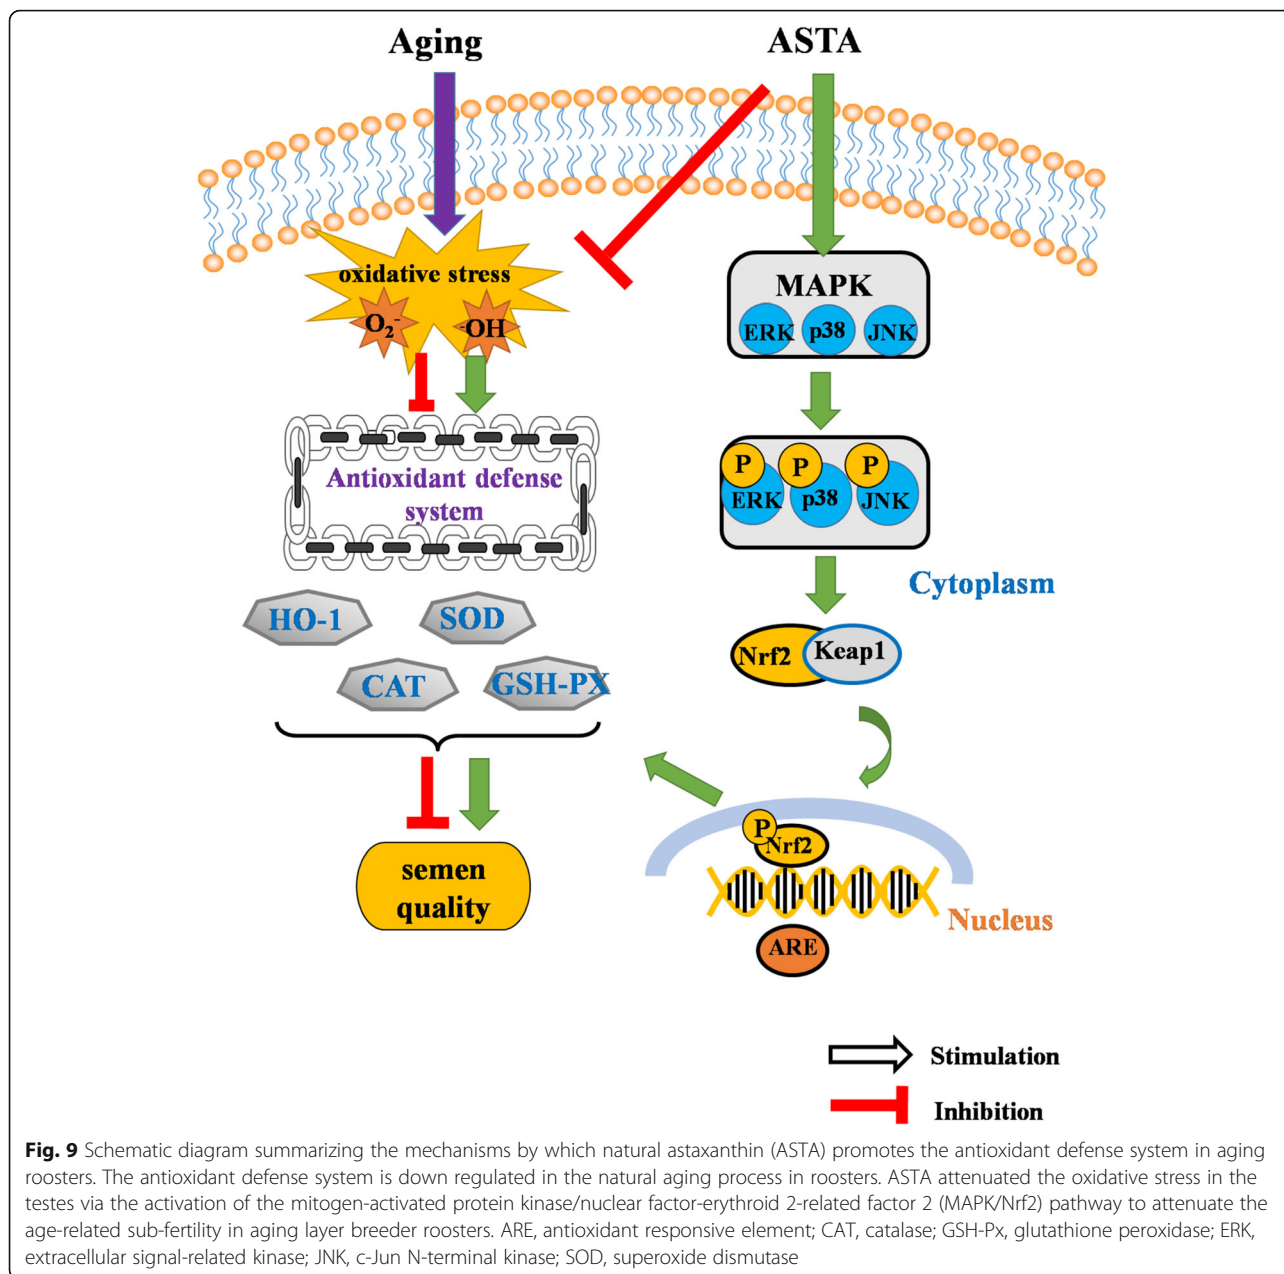 Aging
ASTA
oxidative stress
O2-
-OH
MAPK
ERK
p38
JNK
P
P
P
ERK
p38
JNK
Antioxidant defense
system
Cytoplasm
HO-1
SOD
CAT
GSH-PX
Nrf2
Keap1
semen
quality
P
Nrf2
ARE
Nucleus
Stimulation
Inhibition
Fig. 9 Schematic diagram summarizing the mechanisms by which natural astaxanthin (ASTA) promotes the antioxidant defense system in aging
roosters. The antioxidant defense system is down regulated in the natural aging process in roosters. ASTA attenuated the oxidative stress in the
testes via the activation of the mitogen-activated protein kinase/nuclear factor-erythroid 2-related factor 2 (MAPK/Nrf2) pathway to attenuate the
age-related sub-fertility in aging layer breeder roosters. ARE, antioxidant responsive element; CAT, catalase; GSH-Px, glutathione peroxidase; ERK,
extracellular signal-related kinase; JNK, c-Jun N-terminal kinase; SOD, superoxide dismutase